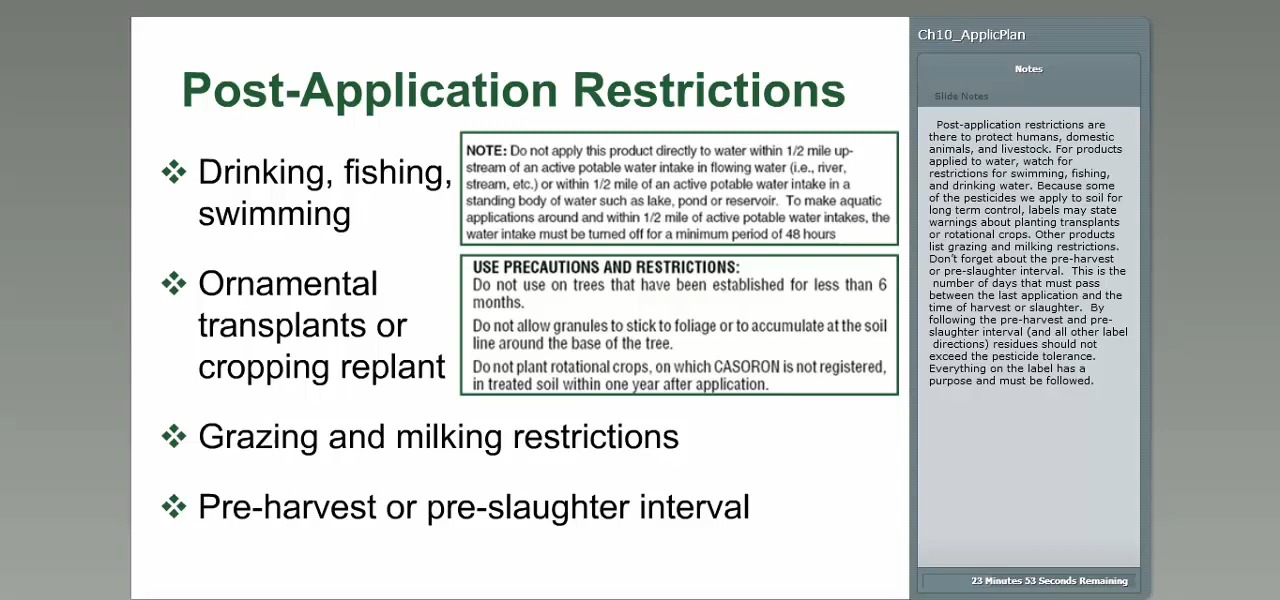 Post-Application Restrictions
Drinking, fishing,
swimming
Ornamental
transplants or
cropping replant
Grazing and milking restrictions
Pre-harvest or pre-slaughter interval
NOTE: Do not apply this product directly to water within 1/2 mile up-
stream of an active potable water intake in flowing water (i.e., river,
stream, etc.) or within 1/2 mile of an active potable water intake in a
standing body of water such as lake, pond or reservoir. To make aquatic
applications around and within 1/2 mile of active potable water intakes, the
water intake must be turned off for a minimum period of 48 hours
USE PRECAUTIONS AND RESTRICTIONS:
Do not use on trees that have been established for less than 6
months.
Do not allow granules to stick to foliage or to accumulate at the soil
line around the base of the tree.
Do not plant rotational crops, on which CASORON is not registered,
in treated soil within one year after application.
Ch10_ApplicPlan
Notes
Slide Notes
Post-application restrictions are
there to protect humans, domestic
animals, and livestock. For products
applied to water, watch for
restrictions for swimming, fishing,
and drinking water. Because some
of the pesticides we apply to soil for
long term control, labels may state
warnings about planting transplants
or rotational crops. Other products
list grazing and milking restrictions.
Don't forget about the pre-harvest
or pre-slaughter interval. This is the
number of days that must pass
between the last application and the
time of harvest or slaughter. By
following the pre-harvest and pre-
slaughter interval (and all other label
directions) residues should not
exceed the pesticide tolerance.
Everything on the label has a
purpose and must be followed.
23 Minutes 53 Seconds Remaining